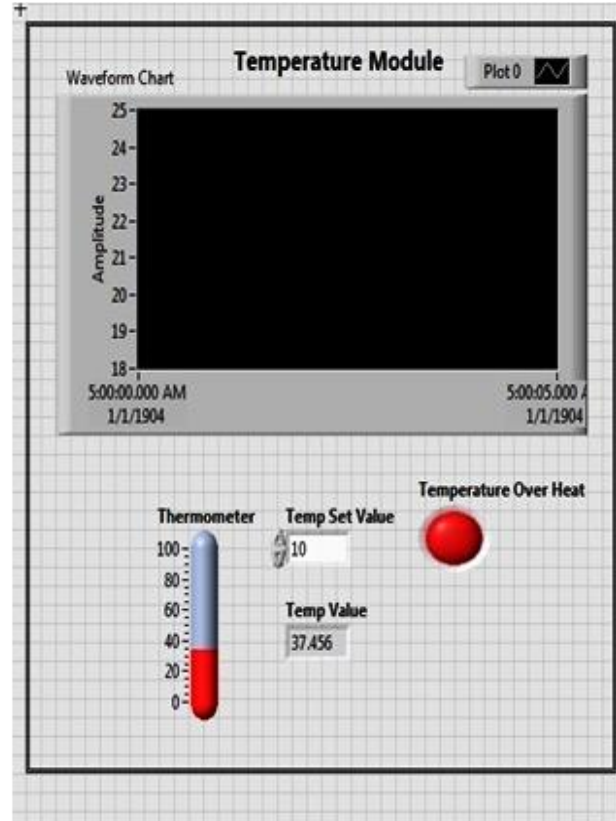 Temperature Module
Waveform Chart
Plot 0
25
24
23
22
21
20
19
18
Amplitude
5:00:00.000 AM
1/1/1904
5:00:05.000
1/1/1904
Temperature Over Heat
Thermometer
Temp Set Value
100
80
60
40
20
0
10
Temp Value
37.456